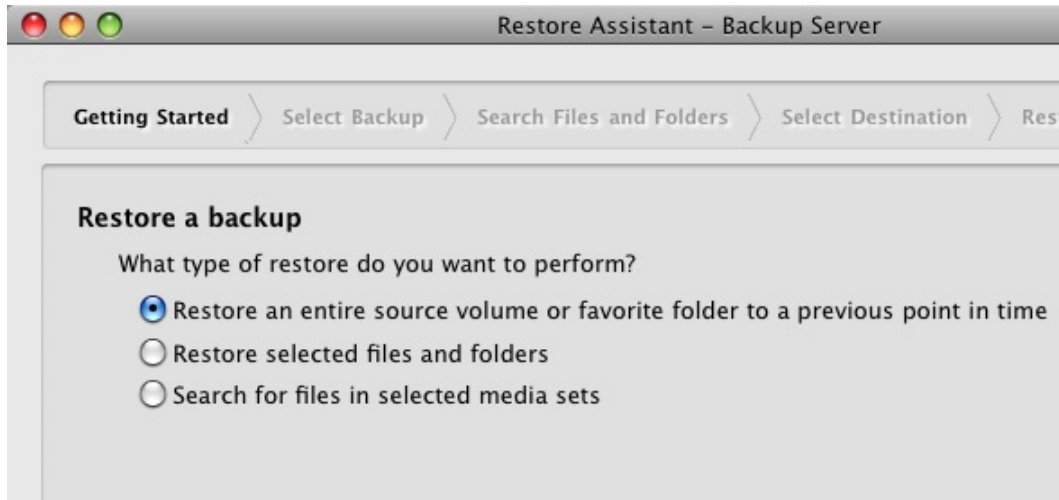 Restore Assistant – Backup Server
Getting Started Select Backup Search Files and Folders Select Destination Res
Restore a backup
What type of restore do you want to perform?
Restore an entire source volume or favorite folder to a previous point in time
Restore selected files and folders
Search for files in selected media sets